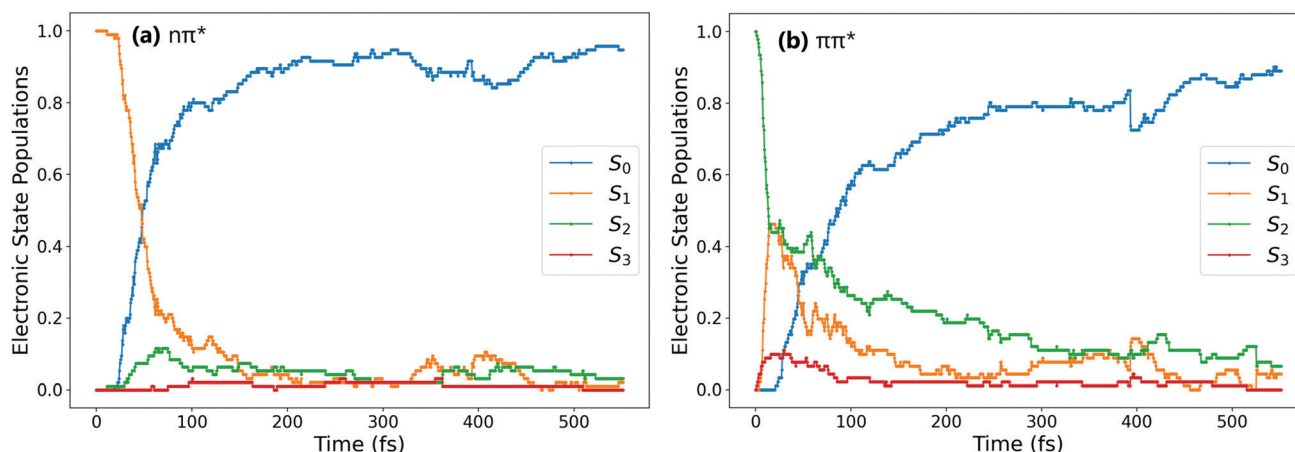 (a) nπ*
Electronic State Populations
1.0
0.8
0.6
0.4
0.2
0.0
S0
S1
S2
S3
0 100 200 300 400 500
Time (fs)
(b) ππ*
Electronic State Populations
1.0
0.8
0.6
0.4
0.2
0.0
S0
S1
S2
S3
0 100 200 300 400 500
Time (fs)